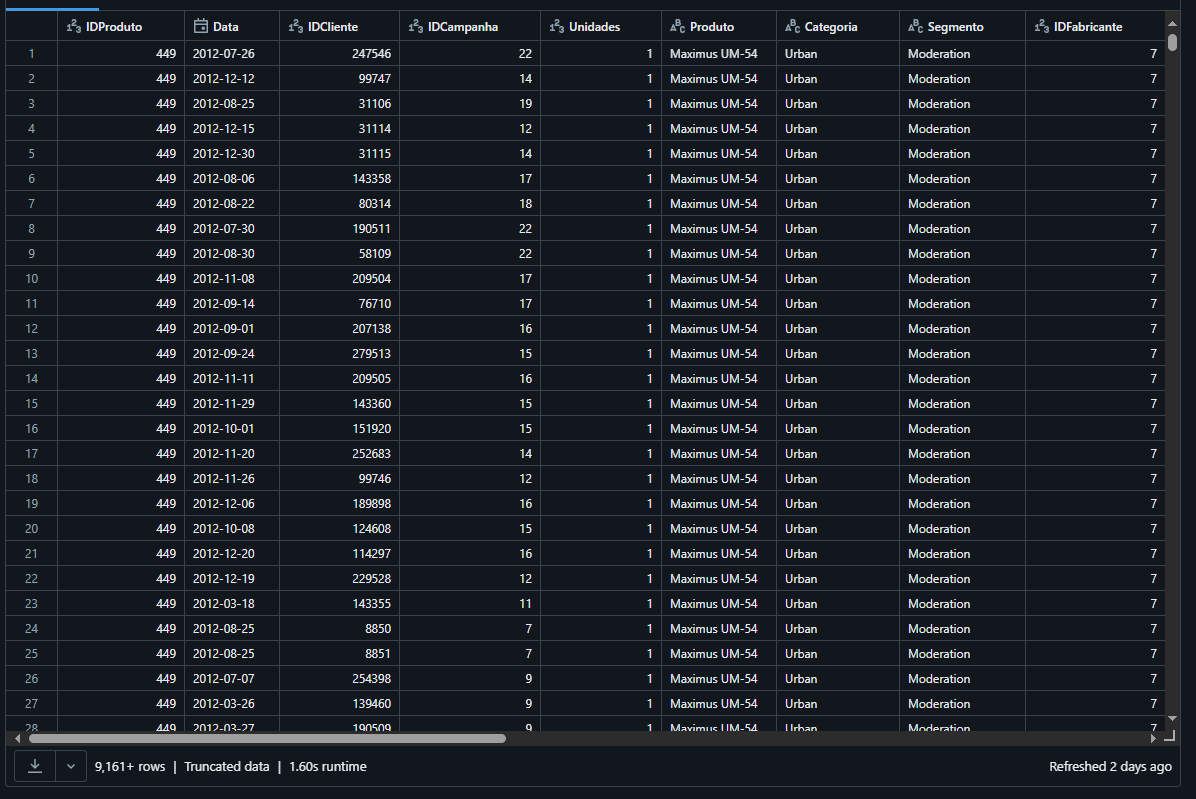 1²3 IDProduto Data 1²3 IDCliente 1²3 IDCampanha 1²3 Unidades ABC Produto ABC Categoria ABC Segmento 1²3 IDFabricante
1 449 2012-07-26 247546 22 1 Maximus UM-54 Urban Moderation 7
2 449 2012-12-12 99747 14 1 Maximus UM-54 Urban Moderation 7
3 449 2012-08-25 31106 19 1 Maximus UM-54 Urban Moderation 7
4 449 2012-12-15 31114 12 1 Maximus UM-54 Urban Moderation 7
5 449 2012-12-30 31115 14 1 Maximus UM-54 Urban Moderation 7
6 449 2012-08-06 143358 17 1 Maximus UM-54 Urban Moderation 7
7 449 2012-08-22 80314 18 1 Maximus UM-54 Urban Moderation 7
8 449 2012-07-30 190511 22 1 Maximus UM-54 Urban Moderation 7
9 449 2012-08-30 58109 22 1 Maximus UM-54 Urban Moderation 7
10 449 2012-11-08 209504 17 1 Maximus UM-54 Urban Moderation 7
11 449 2012-09-14 76710 17 1 Maximus UM-54 Urban Moderation 7
12 449 2012-09-01 207138 16 1 Maximus UM-54 Urban Moderation 7
13 449 2012-09-24 279513 15 1 Maximus UM-54 Urban Moderation 7
14 449 2012-11-11 209505 16 1 Maximus UM-54 Urban Moderation 7
15 449 2012-11-29 143360 15 1 Maximus UM-54 Urban Moderation 7
16 449 2012-10-01 151920 15 1 Maximus UM-54 Urban Moderation 7
17 449 2012-11-20 252683 14 1 Maximus UM-54 Urban Moderation 7
18 449 2012-11-26 99746 12 1 Maximus UM-54 Urban Moderation 7
19 449 2012-12-06 189898 16 1 Maximus UM-54 Urban Moderation 7
20 449 2012-10-08 124608 15 1 Maximus UM-54 Urban Moderation 7
21 449 2012-12-20 114297 16 1 Maximus UM-54 Urban Moderation 7
22 449 2012-12-19 229528 12 1 Maximus UM-54 Urban Moderation 7
23 449 2012-03-18 143355 11 1 Maximus UM-54 Urban Moderation 7
24 449 2012-08-25 8850 7 1 Maximus UM-54 Urban Moderation 7
25 449 2012-08-25 8851 7 1 Maximus UM-54 Urban Moderation 7
26 449 2012-07-07 254398 9 1 Maximus UM-54 Urban Moderation 7
27 449 2012-03-26 139460 9 1 Maximus UM-54 Urban Moderation 7
28 449 2012-03-27 190509 9 1 Maximus UM-54 Urban Moderation 7
9,161+ rows | Truncated data | 1.60s runtime Refreshed 2 days ago